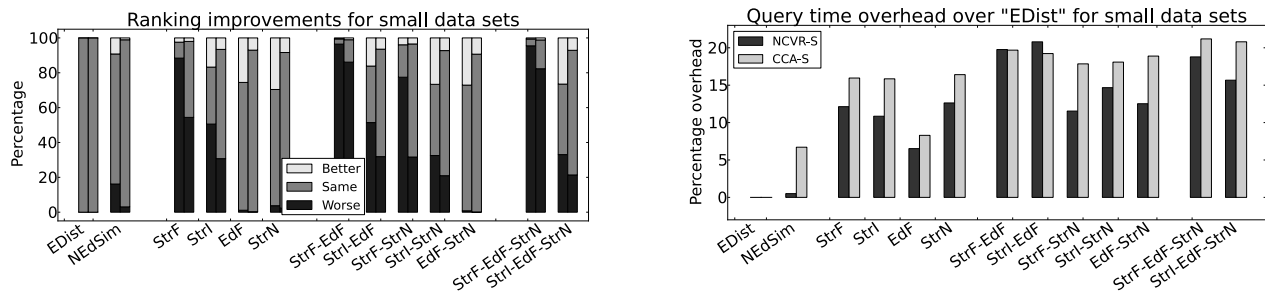 Ranking improvements for small data sets
Percentage
100
80
60
40
20
0
Better
Same
Worse
EDist
NEdSim
StrF
StrI
EdF
StrN
StrF-EdF
StrI-EdF
StrF-StrN
StrI-StrN
EdF-StrN
StrF-EdF-StrN
StrI-EdF-StrN
Query time overhead over "EDist" for small data sets
Percentage overhead
20
15
10
5
0
NCVR-S
CCA-S
EDist
NEdSim
StrF
StrI
EdF
StrN
StrF-EdF
StrI-EdF
StrF-StrN
StrI-StrN
EdF-StrN
StrF-EdF-StrN
StrI-EdF-StrN